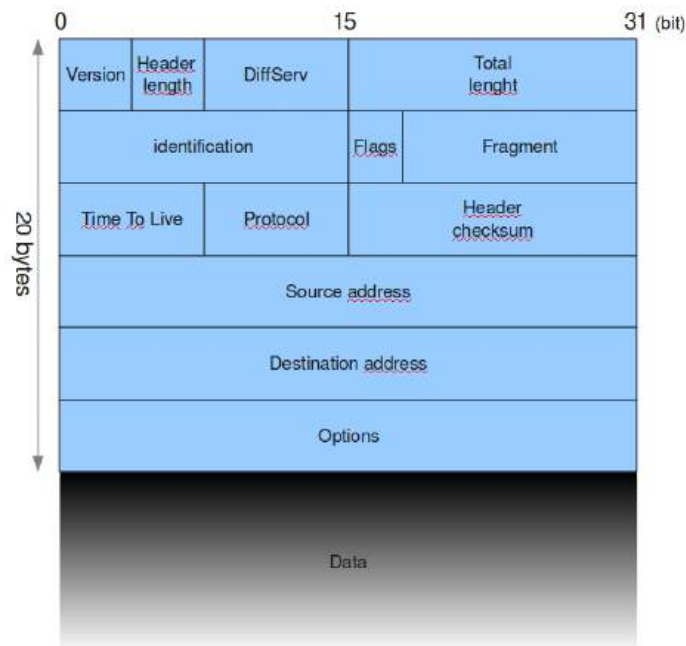 0 15 31 (bit)
Version Header length DiffServ Total lenght
identification Flags Fragment
Time To Live Protocol Header checksum
20 bytes
Source address
Destination address
Options
Data